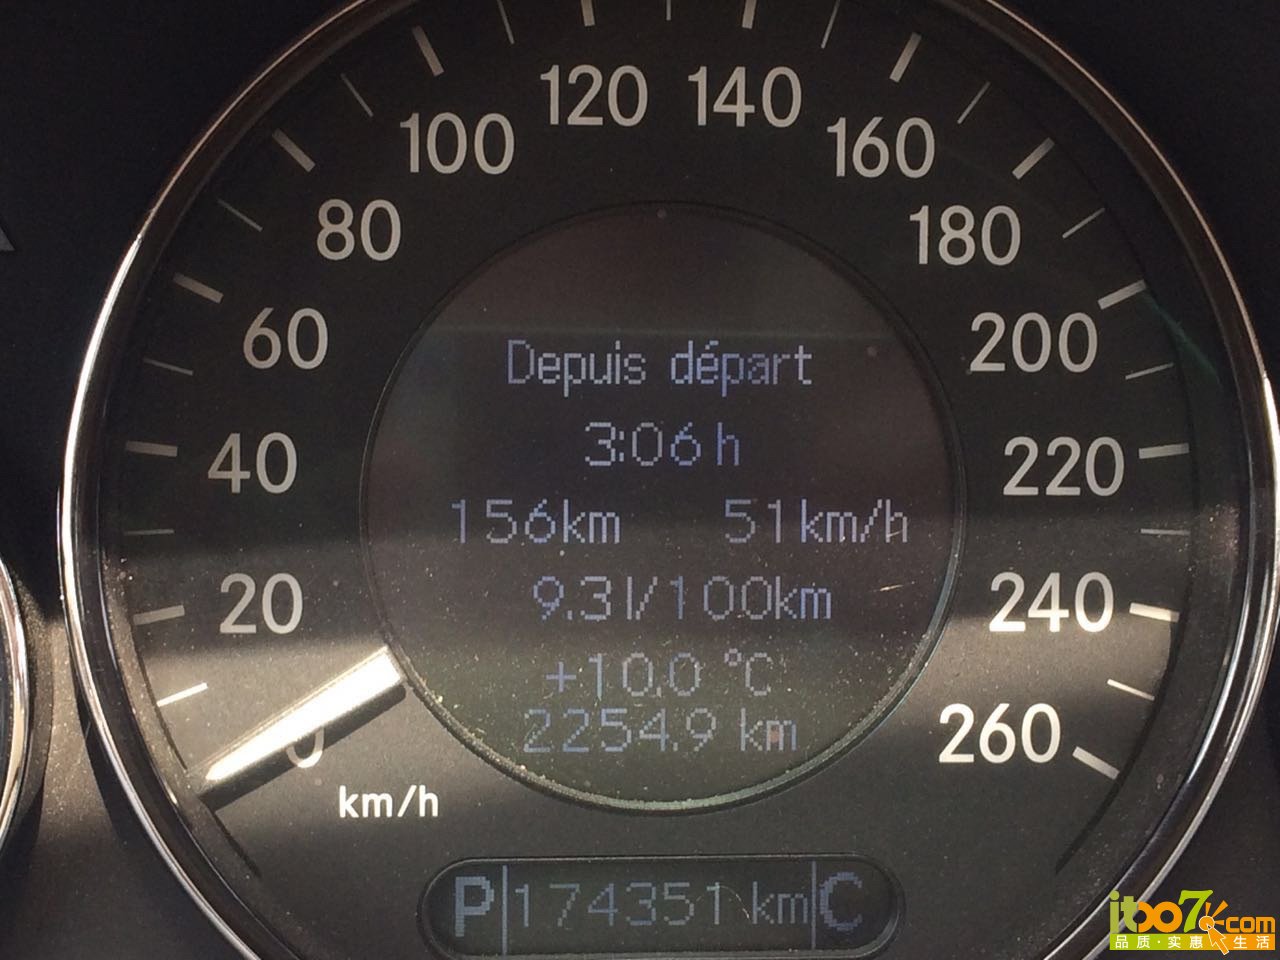 120 140
100 160
80 180
60 200
40 220
20 240
0 260
km/h
Depuis départ
3:06 h
156km 51km/h
9.3l/100km
+10.0 °C
2254.9 km
P 174351 km C
itbo7.com
品质·实惠 生活